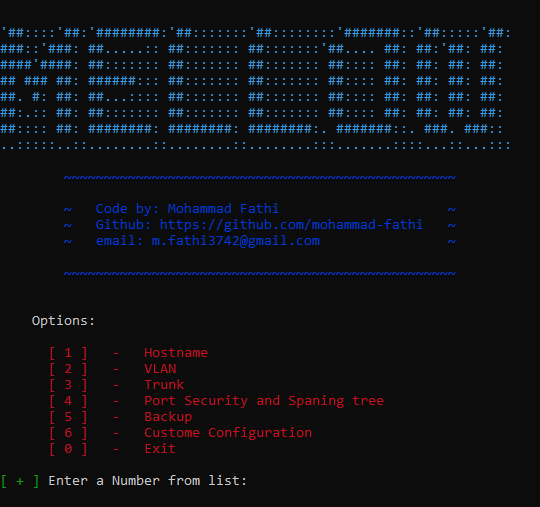 MELLOW
~~~~~~~~~~~~~~~~~~~~~~~~~~~~~~~~~~~~~~~~~~~~~~~~~
~ Code by: Mohammad Fathi ~
~ Github: https://github.com/mohammad-fathi ~
~ email: m.fathi3742@gmail.com ~
~~~~~~~~~~~~~~~~~~~~~~~~~~~~~~~~~~~~~~~~~~~~~~~~~
Options:
[ 1 ] - Hostname
[ 2 ] - VLAN
[ 3 ] - Trunk
[ 4 ] - Port Security and Spaning tree
[ 5 ] - Backup
[ 6 ] - Custome Configuration
[ 0 ] - Exit
[ + ] Enter a Number from list: